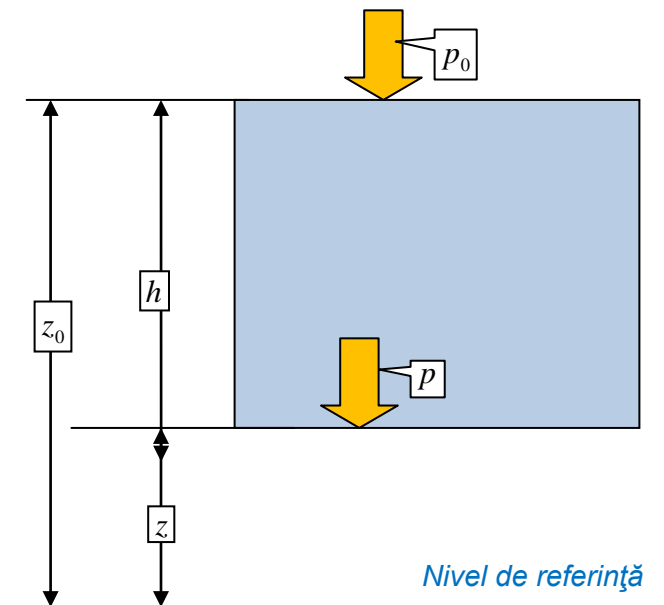 p₀
h
z₀
p
z
Nivel de referinţă